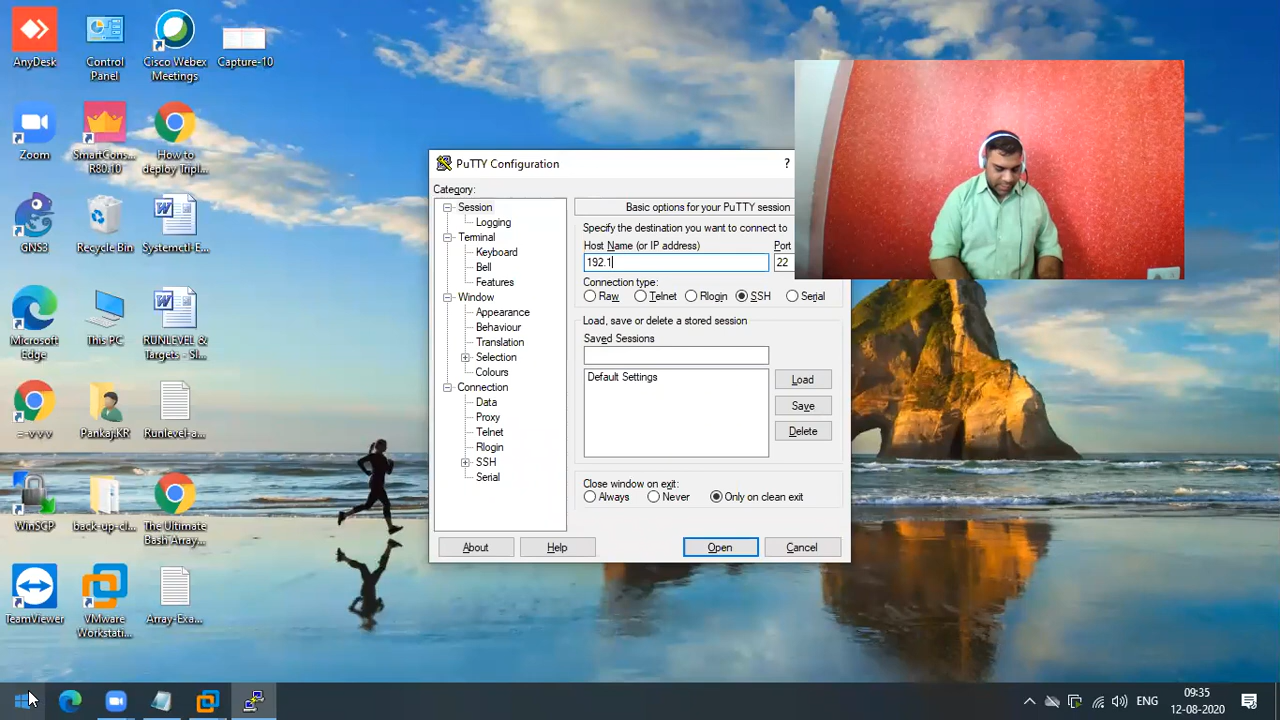 AnyDesk
Control
Panel
Cisco Webex
Meetings
Capture-10
Zoom
SmartCons...
R80.10
How to
deploy Tripl...
GNS3
Recycle Bin
Systemctl-E...
Microsoft
Edge
This PC
RUNLEVEL &
Targets - Sl...
PankajKR
Runlevel-a...
WinSCP
back-up-cl...
The Ultimate
Bash Array...
TeamViewer
VMware
Workstati...
Array-Exa...
PuTTY Configuration
?
Category:
Session
Logging
Terminal
Keyboard
Bell
Features
Window
Appearance
Behaviour
Translation
Selection
Colours
Connection
Data
Proxy
Telnet
Rlogin
SSH
Serial
Basic options for your PuTTY session
Specify the destination you want to connect to
Host Name (or IP address)
Port
192.1
22
Connection type:
Raw
Telnet
Rlogin
SSH
Serial
Load, save or delete a stored session
Saved Sessions
Default Settings
Load
Save
Delete
Close window on exit:
Always
Never
Only on clean exit
About
Help
Open
Cancel
ENG
09:35
12-08-2020